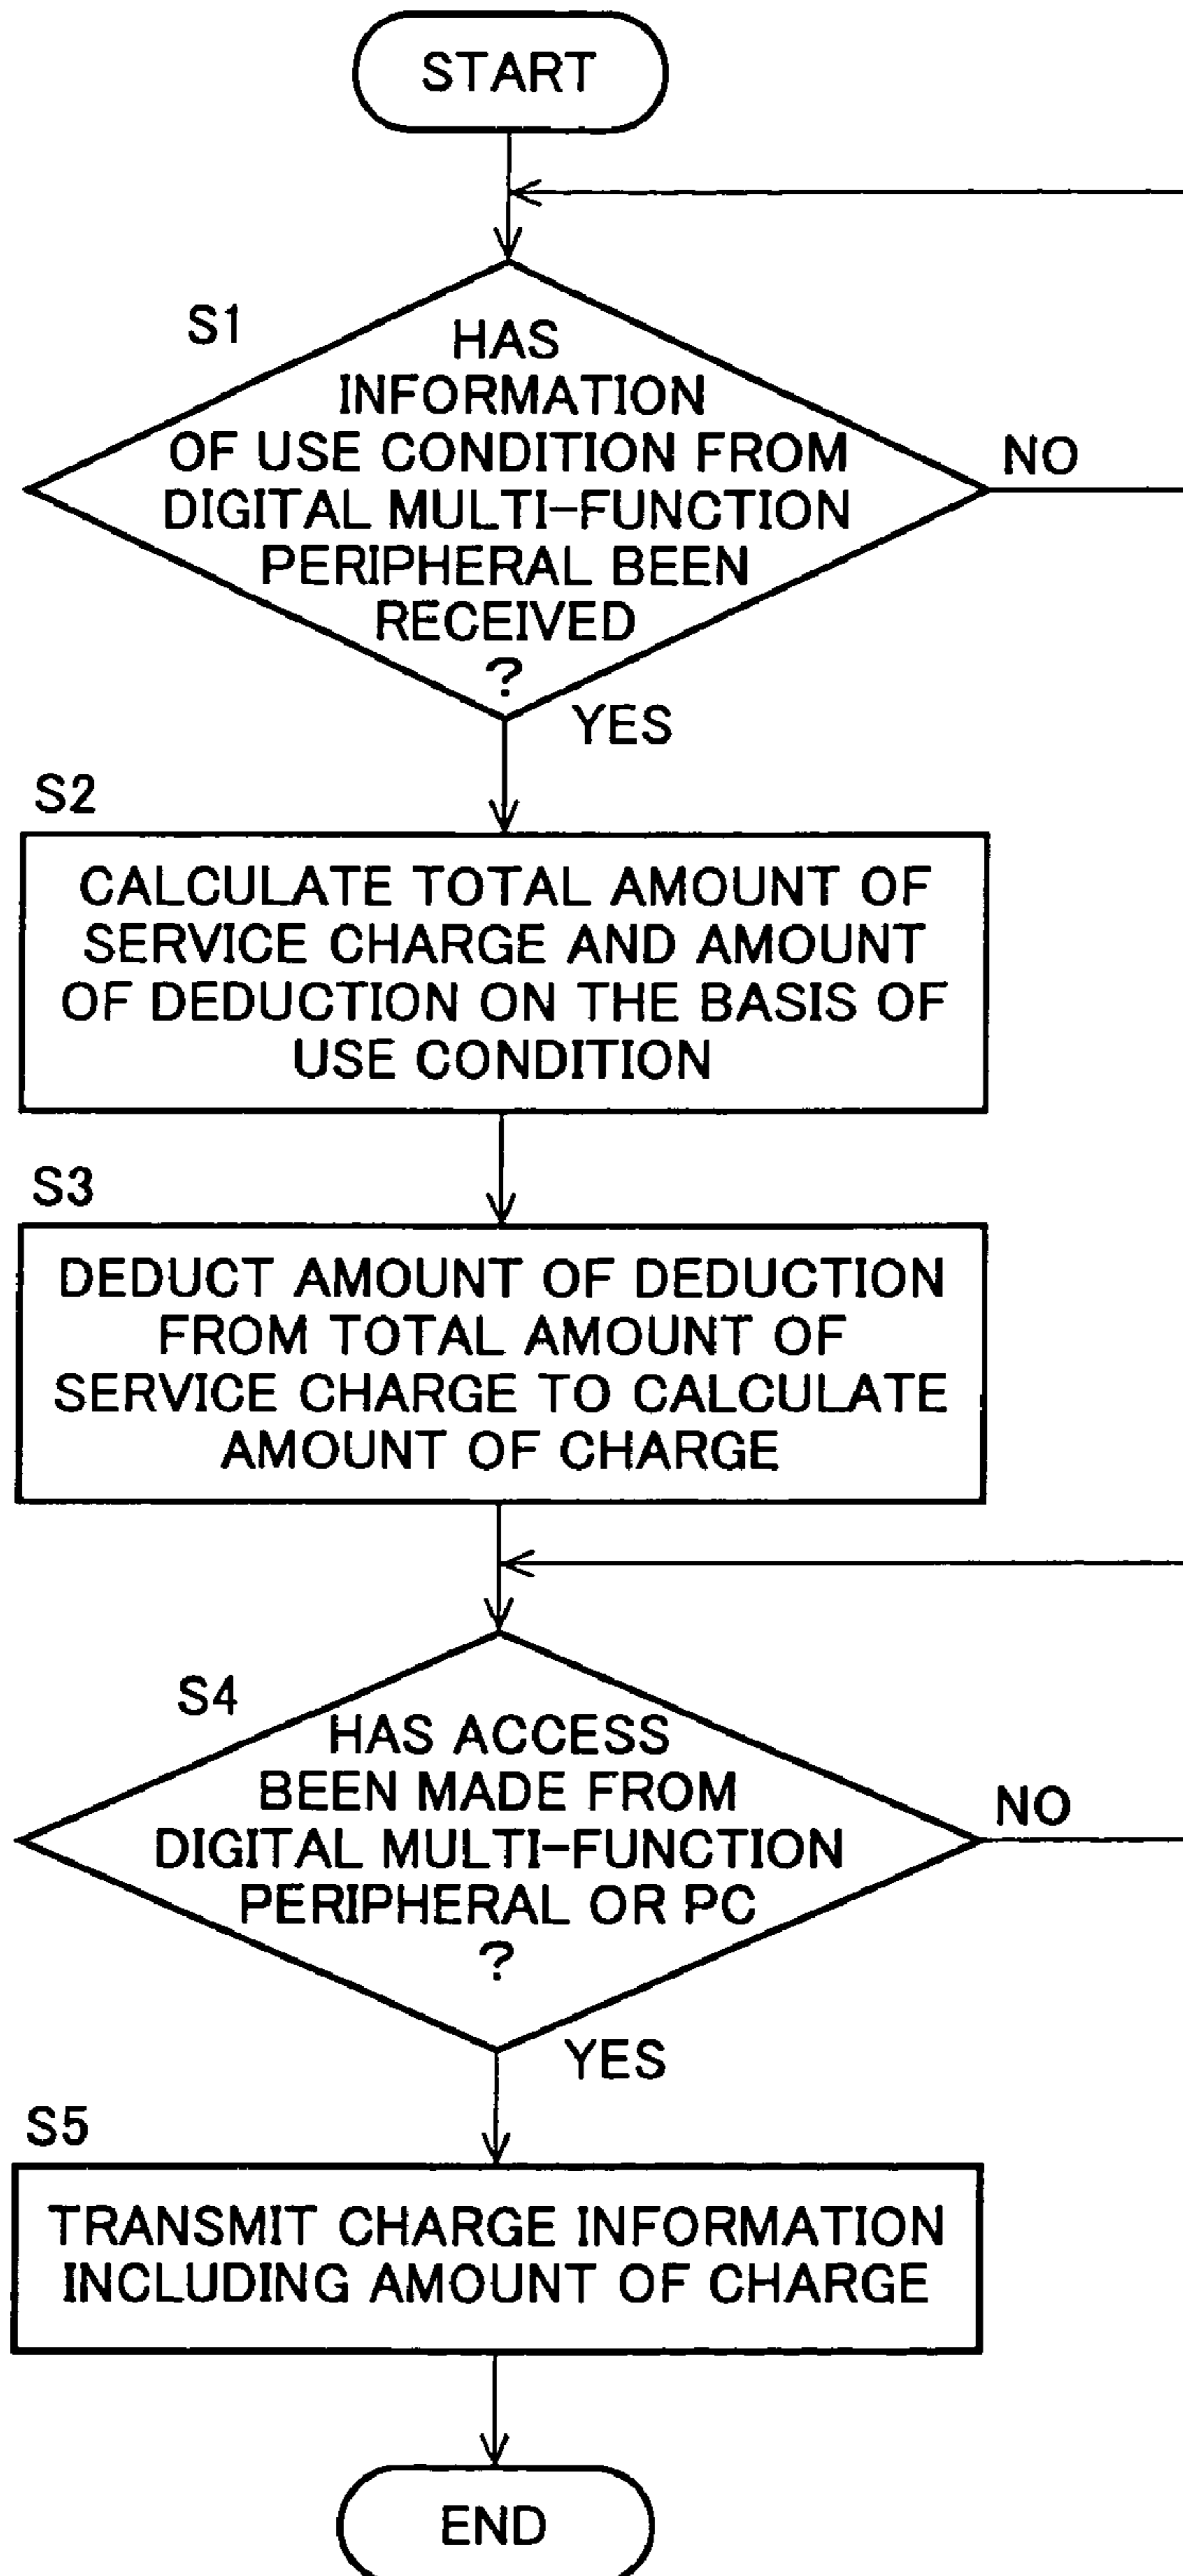 START
S1
HAS
INFORMATION
OF USE CONDITION FROM
DIGITAL MULTI-FUNCTION
PERIPHERAL BEEN
RECEIVED
?
NO
YES
S2
CALCULATE TOTAL AMOUNT OF
SERVICE CHARGE AND AMOUNT
OF DEDUCTION ON THE BASIS OF
USE CONDITION
S3
DEDUCT AMOUNT OF DEDUCTION
FROM TOTAL AMOUNT OF
SERVICE CHARGE TO CALCULATE
AMOUNT OF CHARGE
S4
HAS ACCESS
BEEN MADE FROM
DIGITAL MULTI-FUNCTION
PERIPHERAL OR PC
?
NO
YES
S5
TRANSMIT CHARGE INFORMATION
INCLUDING AMOUNT OF CHARGE
END